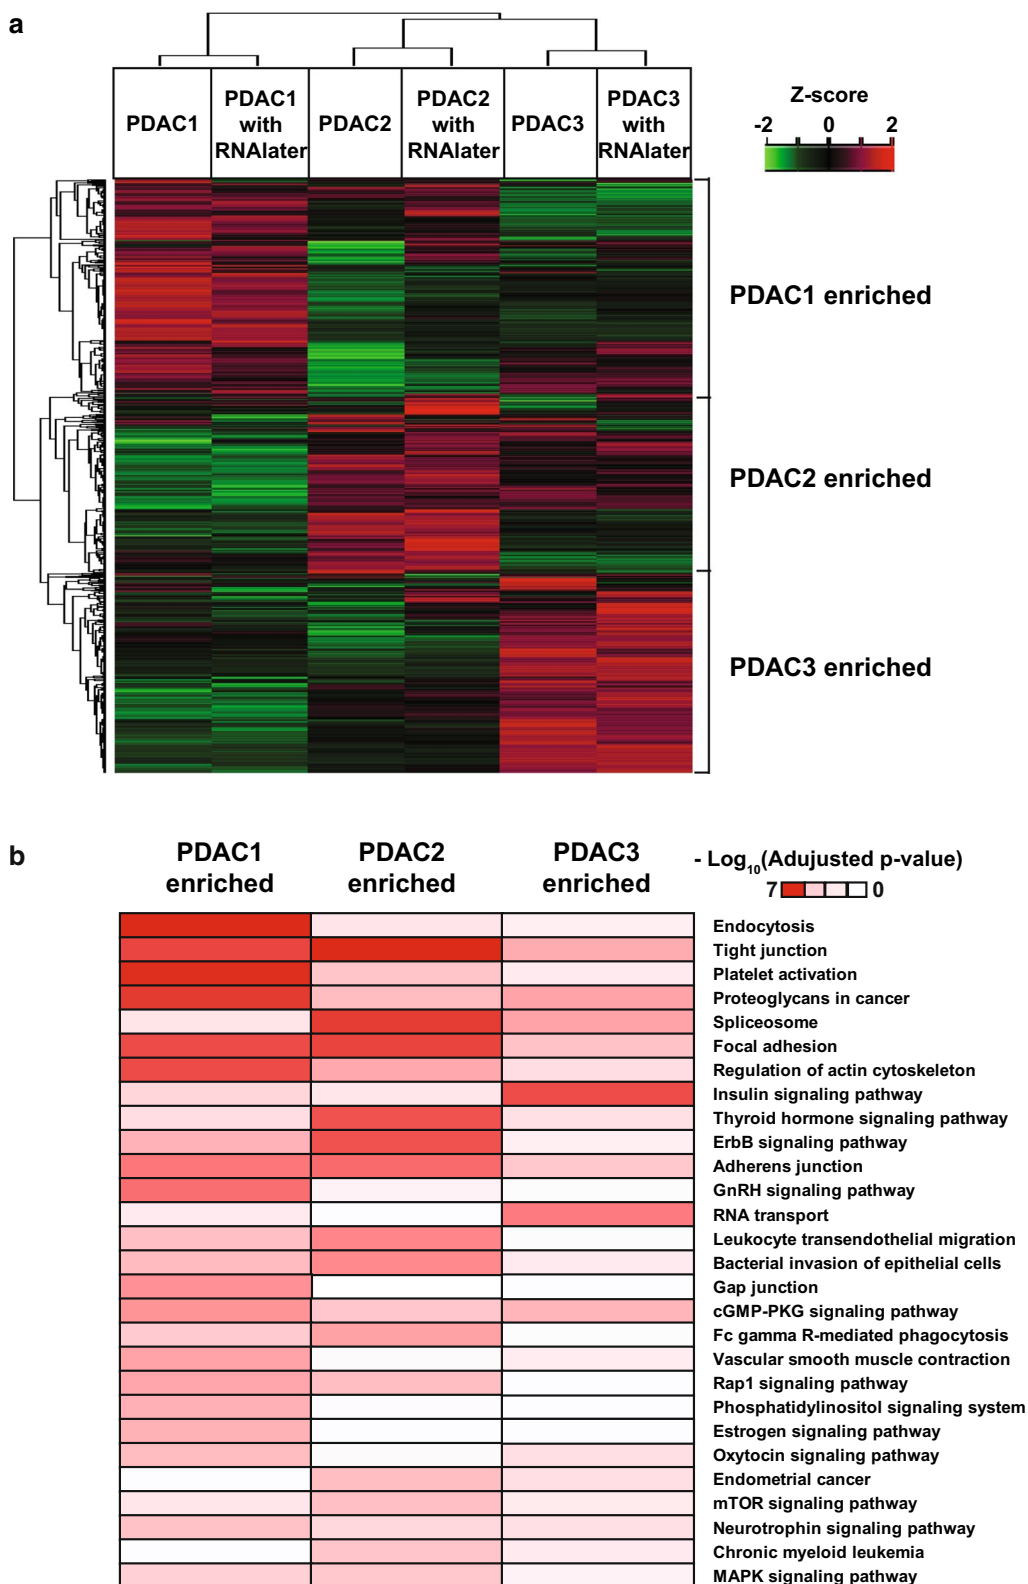 a
PDAC1
PDAC1
with
RNAlater
PDAC2
PDAC2
with
RNAlater
PDAC3
PDAC3
with
RNAlater
Z-score
-2 0 2
PDAC1 enriched
PDAC2 enriched
PDAC3 enriched
b
PDAC1
enriched
PDAC2
enriched
PDAC3
enriched
- Log10(Adujusted p-value)
7 0
Endocytosis
Tight junction
Platelet activation
Proteoglycans in cancer
Spliceosome
Focal adhesion
Regulation of actin cytoskeleton
Insulin signaling pathway
Thyroid hormone signaling pathway
ErbB signaling pathway
Adherens junction
GnRH signaling pathway
RNA transport
Leukocyte transendothelial migration
Bacterial invasion of epithelial cells
Gap junction
cGMP-PKG signaling pathway
Fc gamma R-mediated phagocytosis
Vascular smooth muscle contraction
Rap1 signaling pathway
Phosphatidylinositol signaling system
Estrogen signaling pathway
Oxytocin signaling pathway
Endometrial cancer
mTOR signaling pathway
Neurotrophin signaling pathway
Chronic myeloid leukemia
MAPK signaling pathway